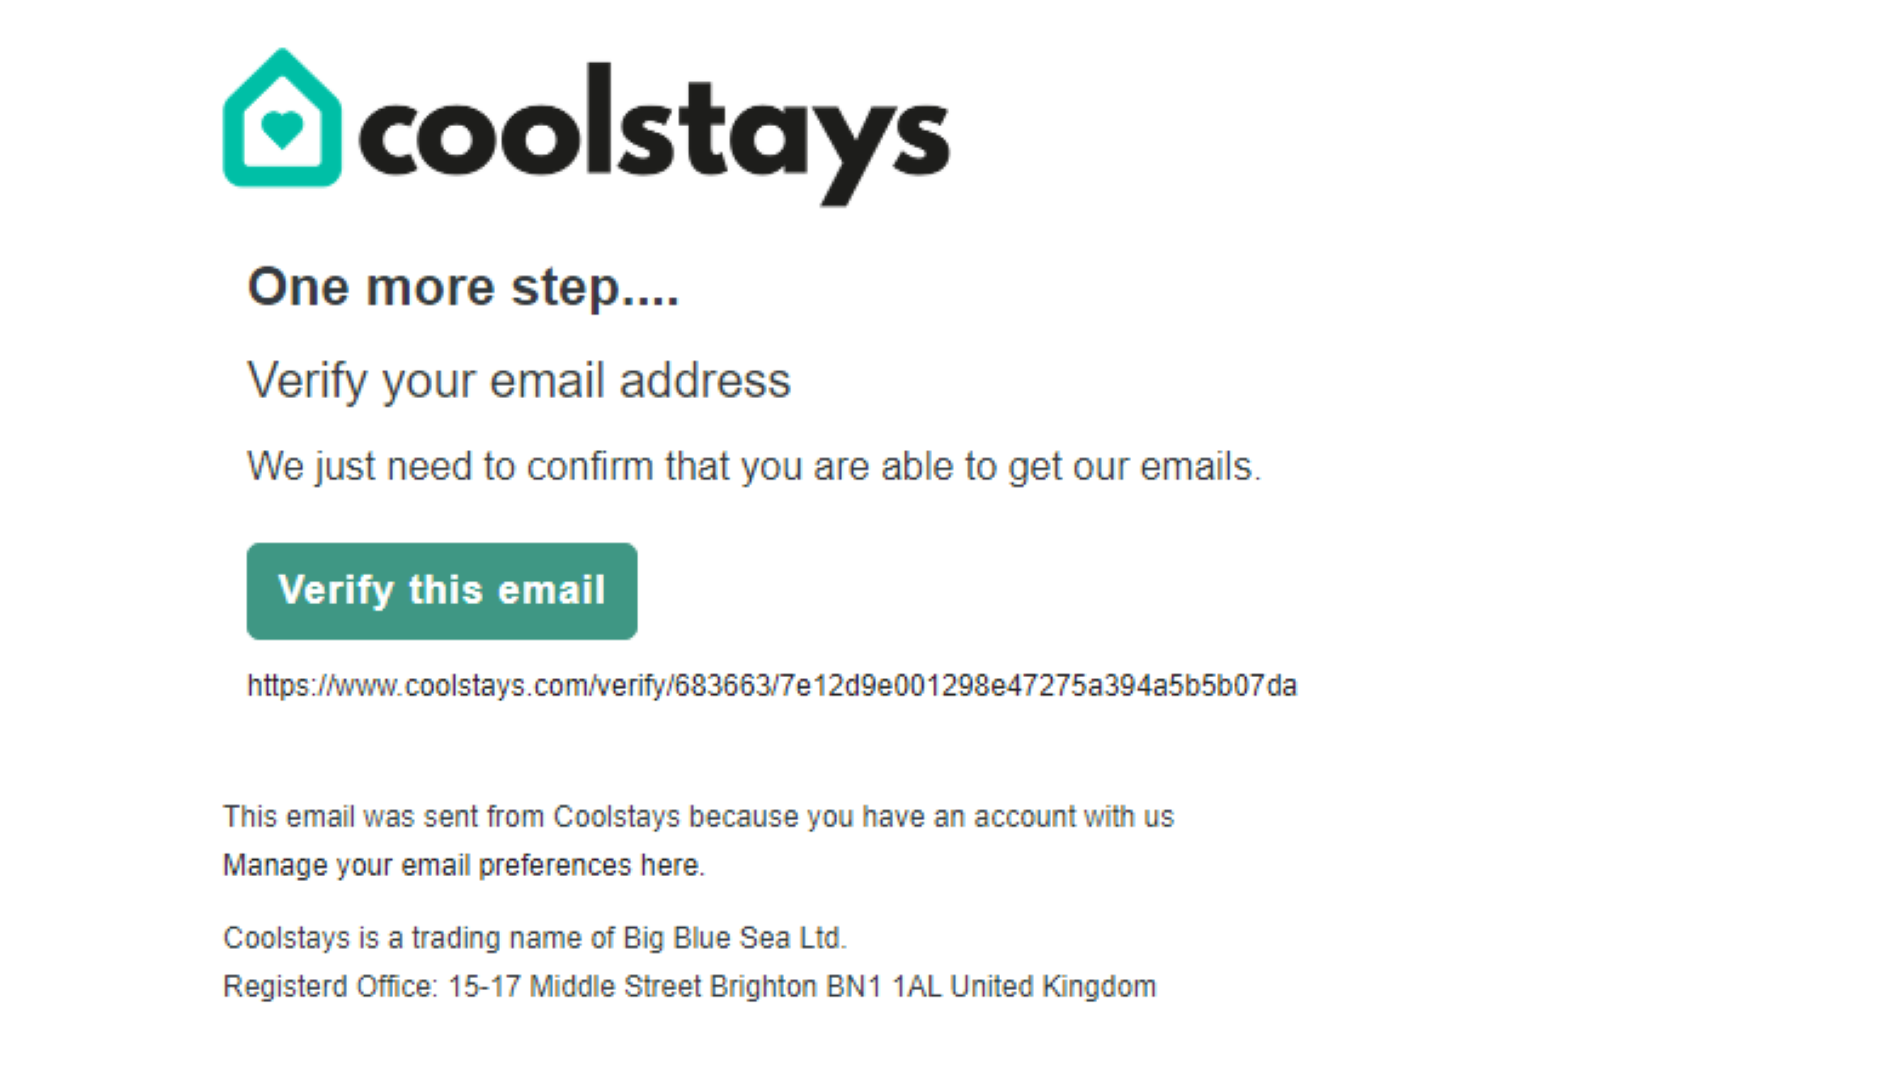 coolstays
One more step....
Verify your email address
We just need to confirm that you are able to get our emails.
Verify this email
https://www.coolstays.com/verify/683663/7e12d9e001298e47275a394a5b5b07da
This email was sent from Coolstays because you have an account with us
Manage your email preferences here.
Coolstays is a trading name of Big Blue Sea Ltd.
Registerd Office: 15-17 Middle Street Brighton BN1 1AL United Kingdom